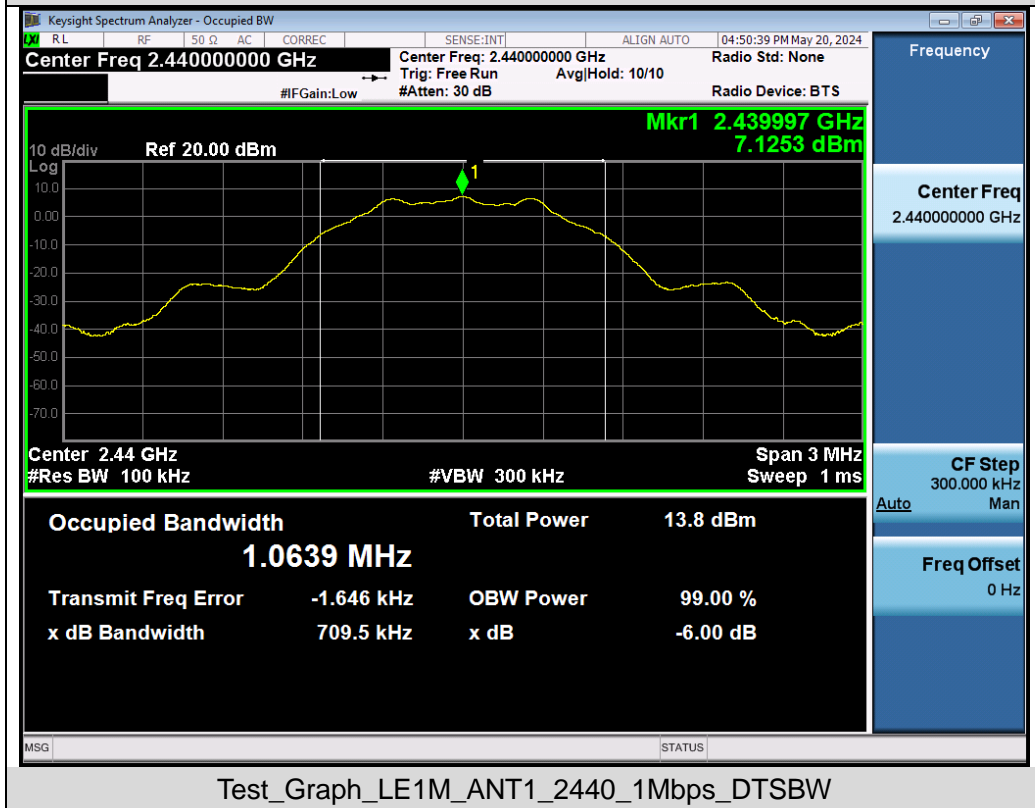 Keysight Spectrum Analyzer - Occupied BW
LXI RL RF 50 Ω AC CORREC SENSE:INT ALIGN AUTO 04:50:39 PM May 20, 2024
Center Freq 2.440000000 GHz
Center Freq: 2.440000000 GHz
Radio Std: None
Trig: Free Run Avg|Hold: 10/10
#IFGain:Low #Atten: 30 dB Radio Device: BTS
Frequency
Mkr1 2.439997 GHz
7.1253 dBm
10 dB/div Ref 20.00 dBm
Log
1
10.0
0.00
-10.0
-20.0
-30.0
-40.0
-50.0
-60.0
-70.0
Center 2.44 GHz Span 3 MHz
#Res BW 100 kHz #VBW 300 kHz Sweep 1 ms
Center Freq
2.440000000 GHz
CF Step
300.000 kHz
Auto Man
Freq Offset
0 Hz
Occupied Bandwidth Total Power 13.8 dBm
1.0639 MHz
Transmit Freq Error -1.646 kHz OBW Power 99.00 %
x dB Bandwidth 709.5 kHz x dB -6.00 dB
MSG STATUS
Test_Graph_LE1M_ANT1_2440_1Mbps_DTSBW